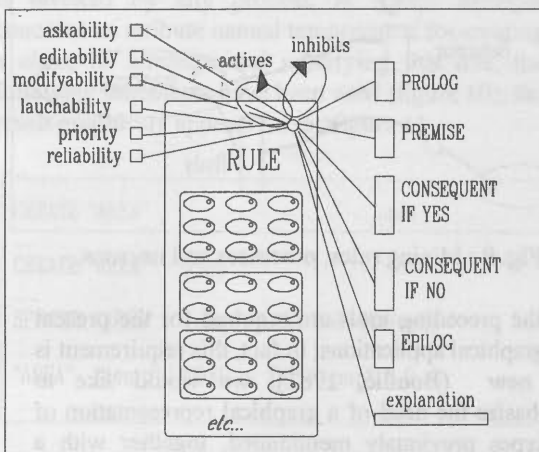 askability
editability
modifyability
lauchability
priority
reliability
actives
inhibits
RULE
etc...
PROLOG
PREMISE
CONSEQUENT
IF YES
CONSEQUENT
IF NO
EPILOG
explanation